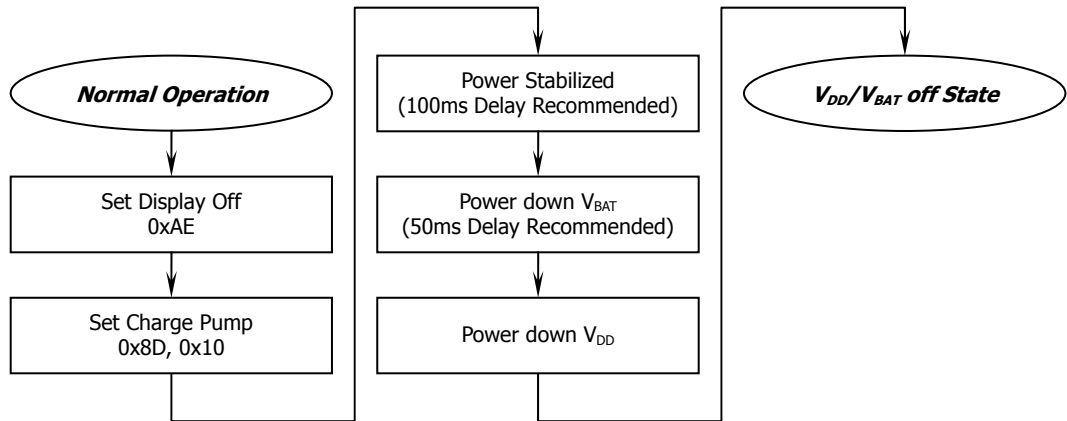 Normal Operation
Set Display Off
0xAE
Set Charge Pump
0x8D, 0x10
Power Stabilized
(100ms Delay Recommended)
Power down VBAT
(50ms Delay Recommended)
Power down VDD
VDD/VBAT off State